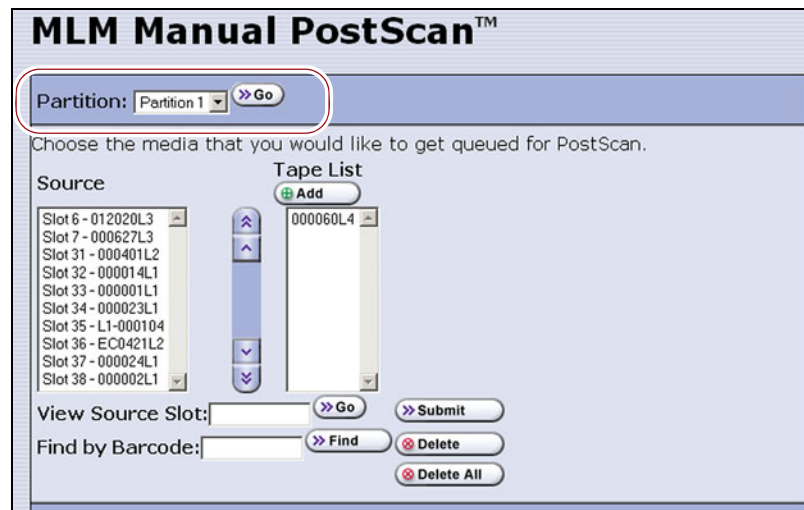 MLM Manual PostScan™
Partition: Partition 1 Go
Choose the media that you would like to get queued for PostScan.
Source
Tape List
Add
Slot 6 - 012020L3
Slot 7 - 000627L3
Slot 31 - 000401L2
Slot 32 - 000014L1
Slot 33 - 000001L1
Slot 34 - 000023L1
Slot 35 - L1-000104
Slot 36 - EC0421L2
Slot 37 - 000024L1
Slot 38 - 000002L1
000060L4
View Source Slot: Go
Submit
Find by Barcode: Find
Delete
Delete All